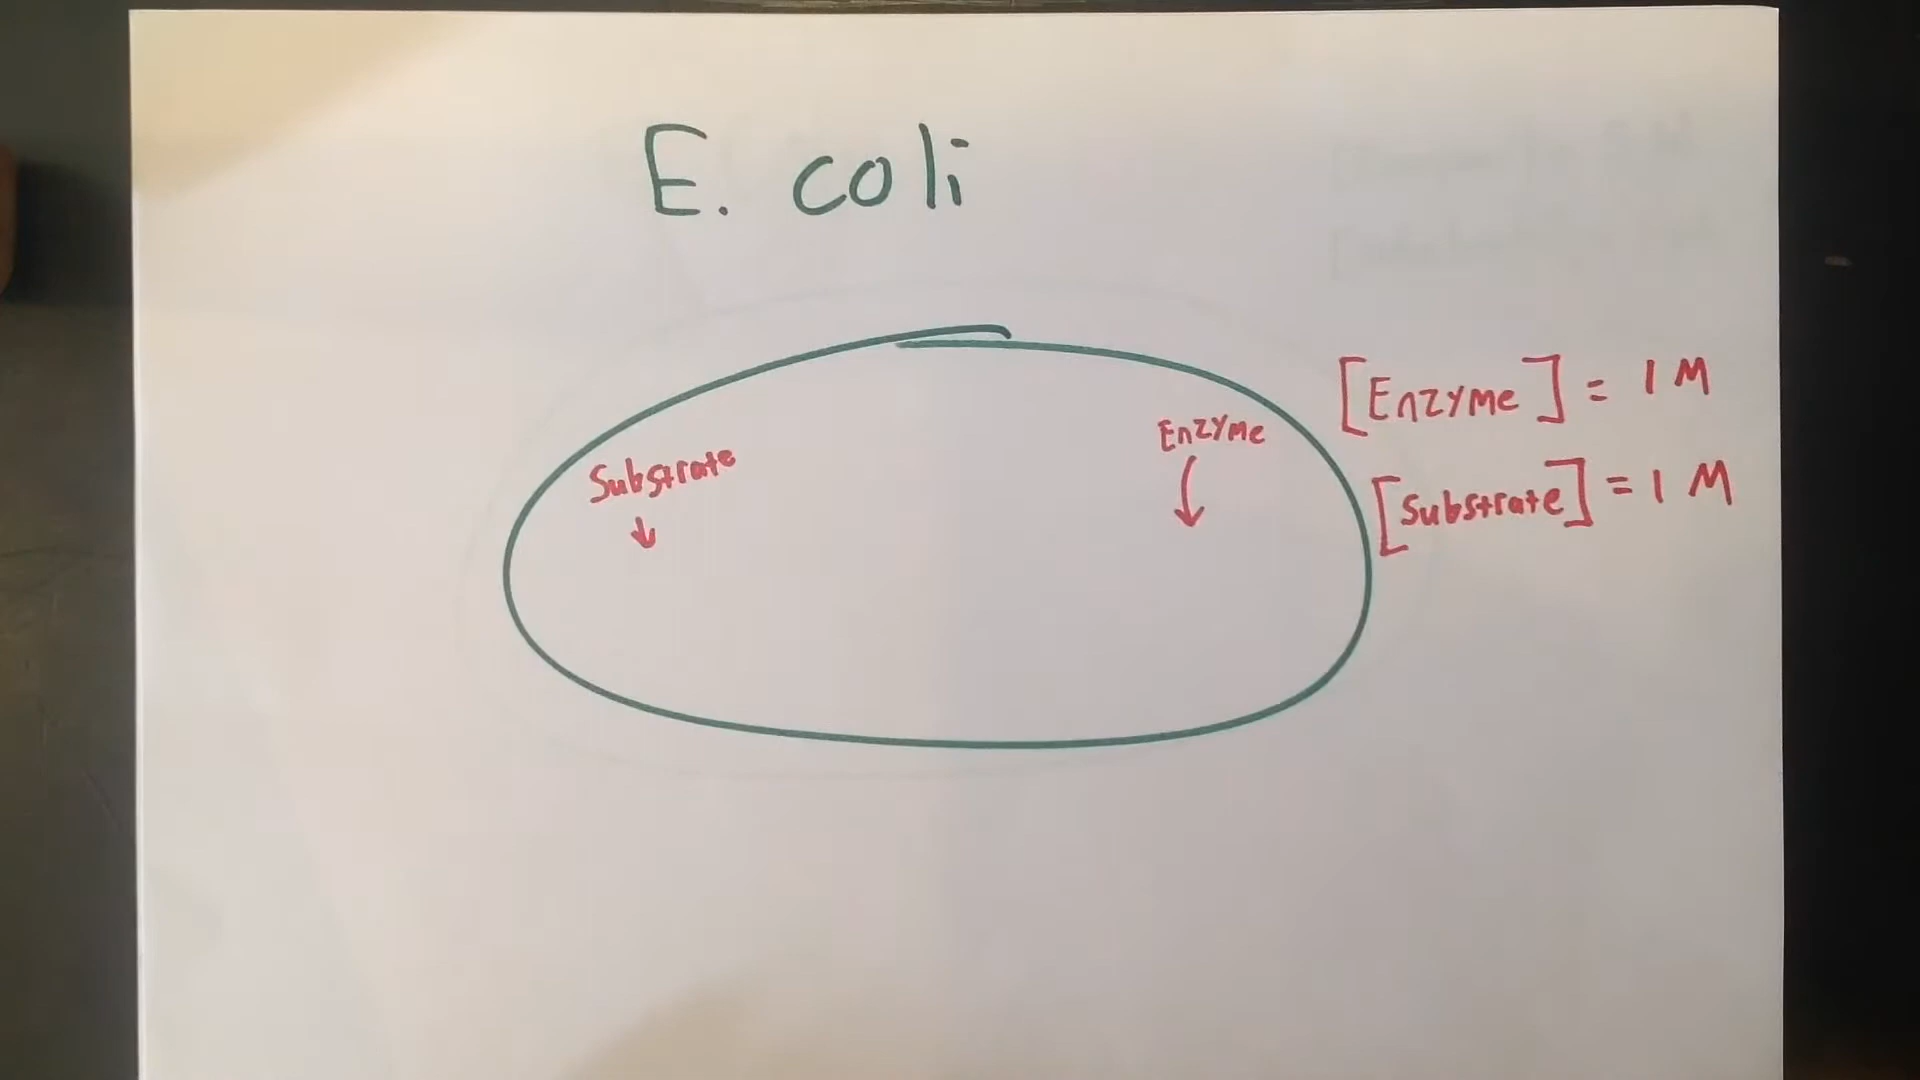 E. coli
Substrate
Enzyme
[Enzyme] = 1 M
[Substrate] = 1 M